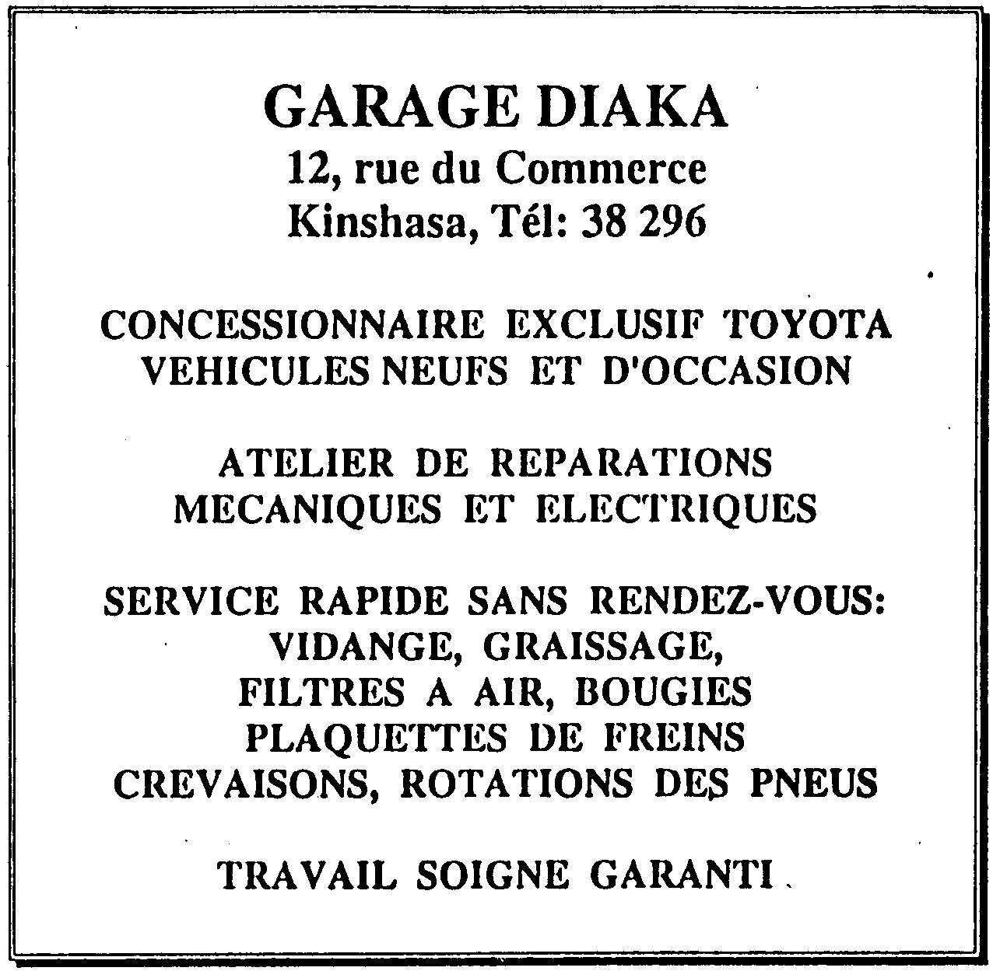 GARAGE DIAKA
12, rue du Commerce
Kinshasa, Tél: 38 296
CONCESSIONNAIRE EXCLUSIF TOYOTA
VEHICULES NEUFS ET D'OCCASION
ATELIER DE REPARATIONS
MECANIQUES ET ELECTRIQUES
SERVICE RAPIDE SANS RENDEZ-VOUS:
VIDANGE, GRAISSAGE,
FILTRES A AIR, BOUGIES
PLAQUETTES DE FREINS
CREVAISONS, ROTATIONS DES PNEUS
TRAVAIL SOIGNE GARANTI